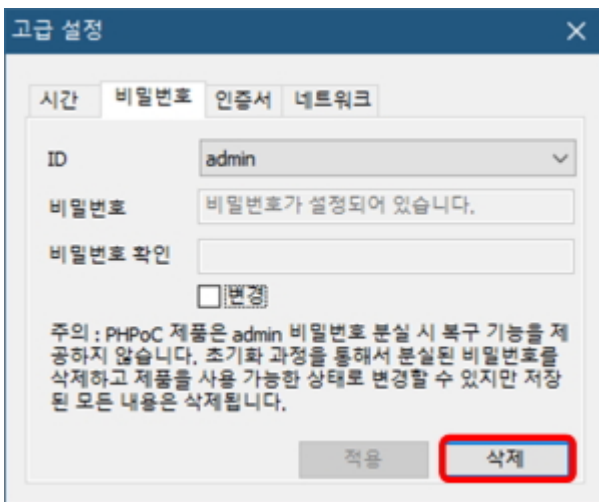 고급 설정
시간 비밀번호 인증서 네트워크
ID admin
비밀번호 비밀번호가 설정되어 있습니다.
비밀번호 확인
변경
주의 : PHPoC 제품은 admin 비밀번호 분실 시 복구 기능을 제
공하지 않습니다. 초기화 과정을 통해서 분실된 비밀번호를
삭제하고 제품을 사용 가능한 상태로 변경할 수 있지만 저장
된 모든 내용은 삭제됩니다.
적용 삭제